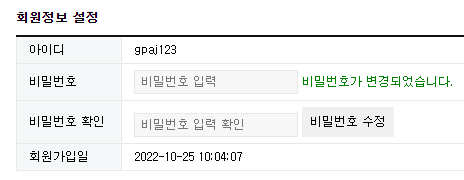 회원정보 설정
아이디 gpaj123
비밀번호 비밀번호 입력 비밀번호가 변경되었습니다.
비밀번호 확인 비밀번호 입력 확인 비밀번호 수정
회원가입일 2022-10-25 10:04:07